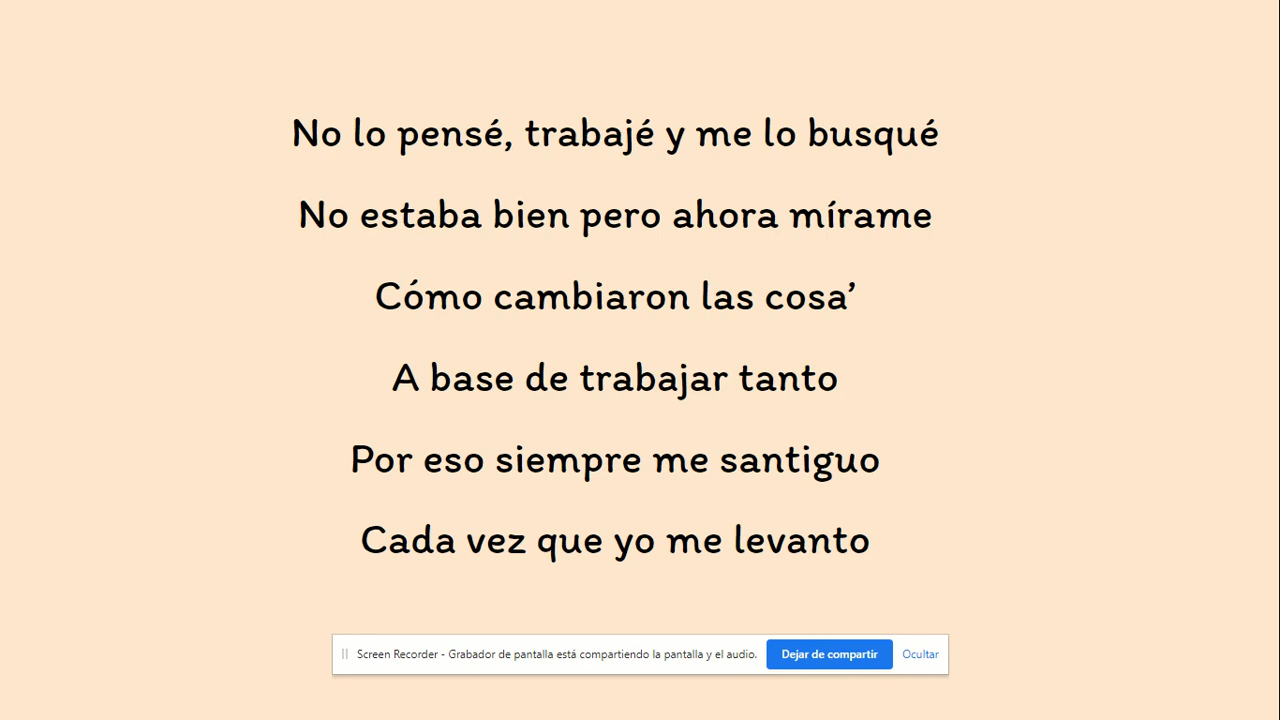 No lo pensé, trabajé y me lo busqué
No estaba bien pero ahora mírame
Cómo cambiaron las cosa’
A base de trabajar tanto
Por eso siempre me santiguo
Cada vez que yo me levanto
Screen Recorder - Grabador de pantalla está compartiendo la pantalla y el audio. Dejar de compartir Ocultar